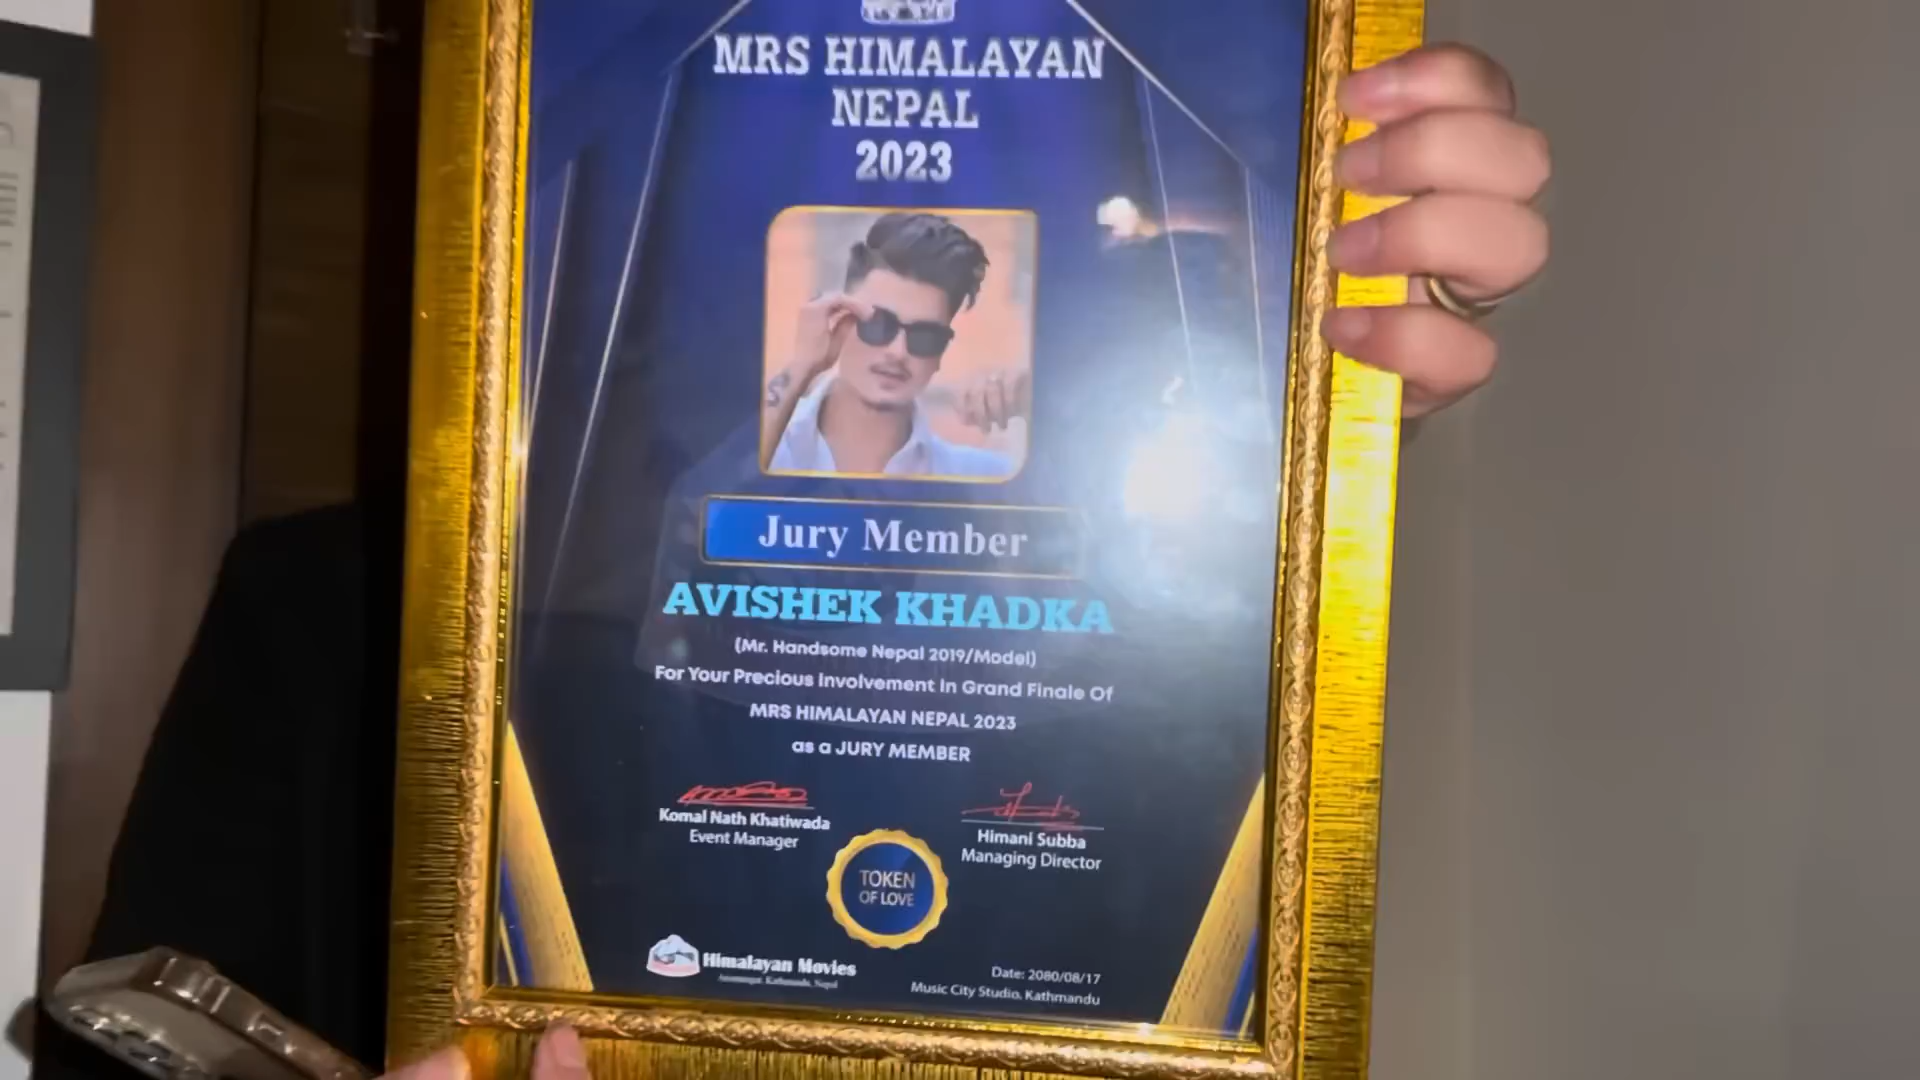 MRS HIMALAYAN
NEPAL
2023
Jury Member
AVISHEK KHADKA
(Mr. Handsome Nepal 2019/Model)
For Your Precious Involvement In Grand Finale Of
MRS HIMALAYAN NEPAL 2023
as a JURY MEMBER
Komal Nath Khatiwada
Event Manager
Himani Subba
Managing Director
TOKEN
OF LOVE
Himalayan Movies
Kathmandu, Nepal
Date: 2080/08/17
Music City Studio, Kathmandu